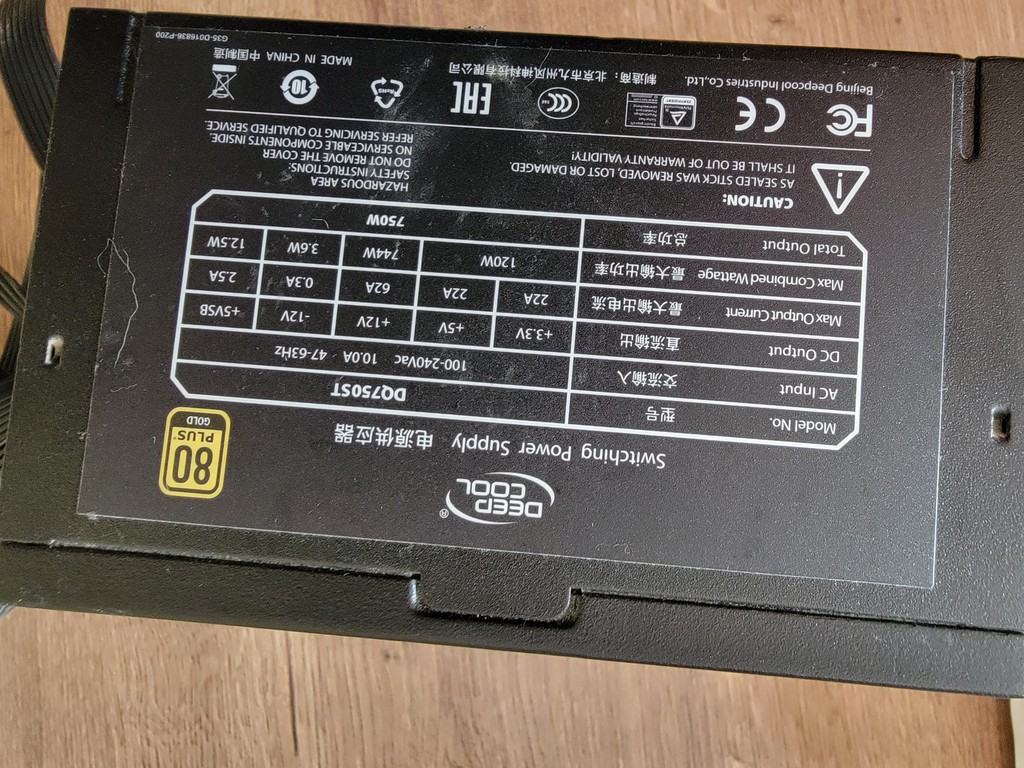 DEEP
COOL®
Switching Power Supply 电源供应器
80
PLUS®
GOLD
Model No. 型号 DQ750ST
AC Input 交流输入 100-240Vac 10.0A 47-63Hz
DC Output 直流输出 +3.3V +5V +12V -12V +5VSB
Max Output Current 最大输出电流 22A 22A 62A 0.3A 2.5A
Max Combined Wattage 最大输出功率 120W 744W 3.6W 12.5W
Total Output 总功率 750W
CAUTION:
AS SEALED STICK WAS REMOVED, LOST OR DAMAGED
IT SHALL BE OUT OF WARRANTY VALIDITY!
HAZARDOUS AREA
SAFETY INSTRUCTIONS:
DO NOT REMOVE THE COVER
NO SERVICEABLE COMPONENTS INSIDE.
REFER SERVICING TO QUALIFIED SERVICE
FC CE EAC RoHS 10
Beijing Deepcool Industries Co.,Ltd. 制造商：北京市九州风神科技有限公司 MADE IN CHINA 中国制造
G35-D016836-P200